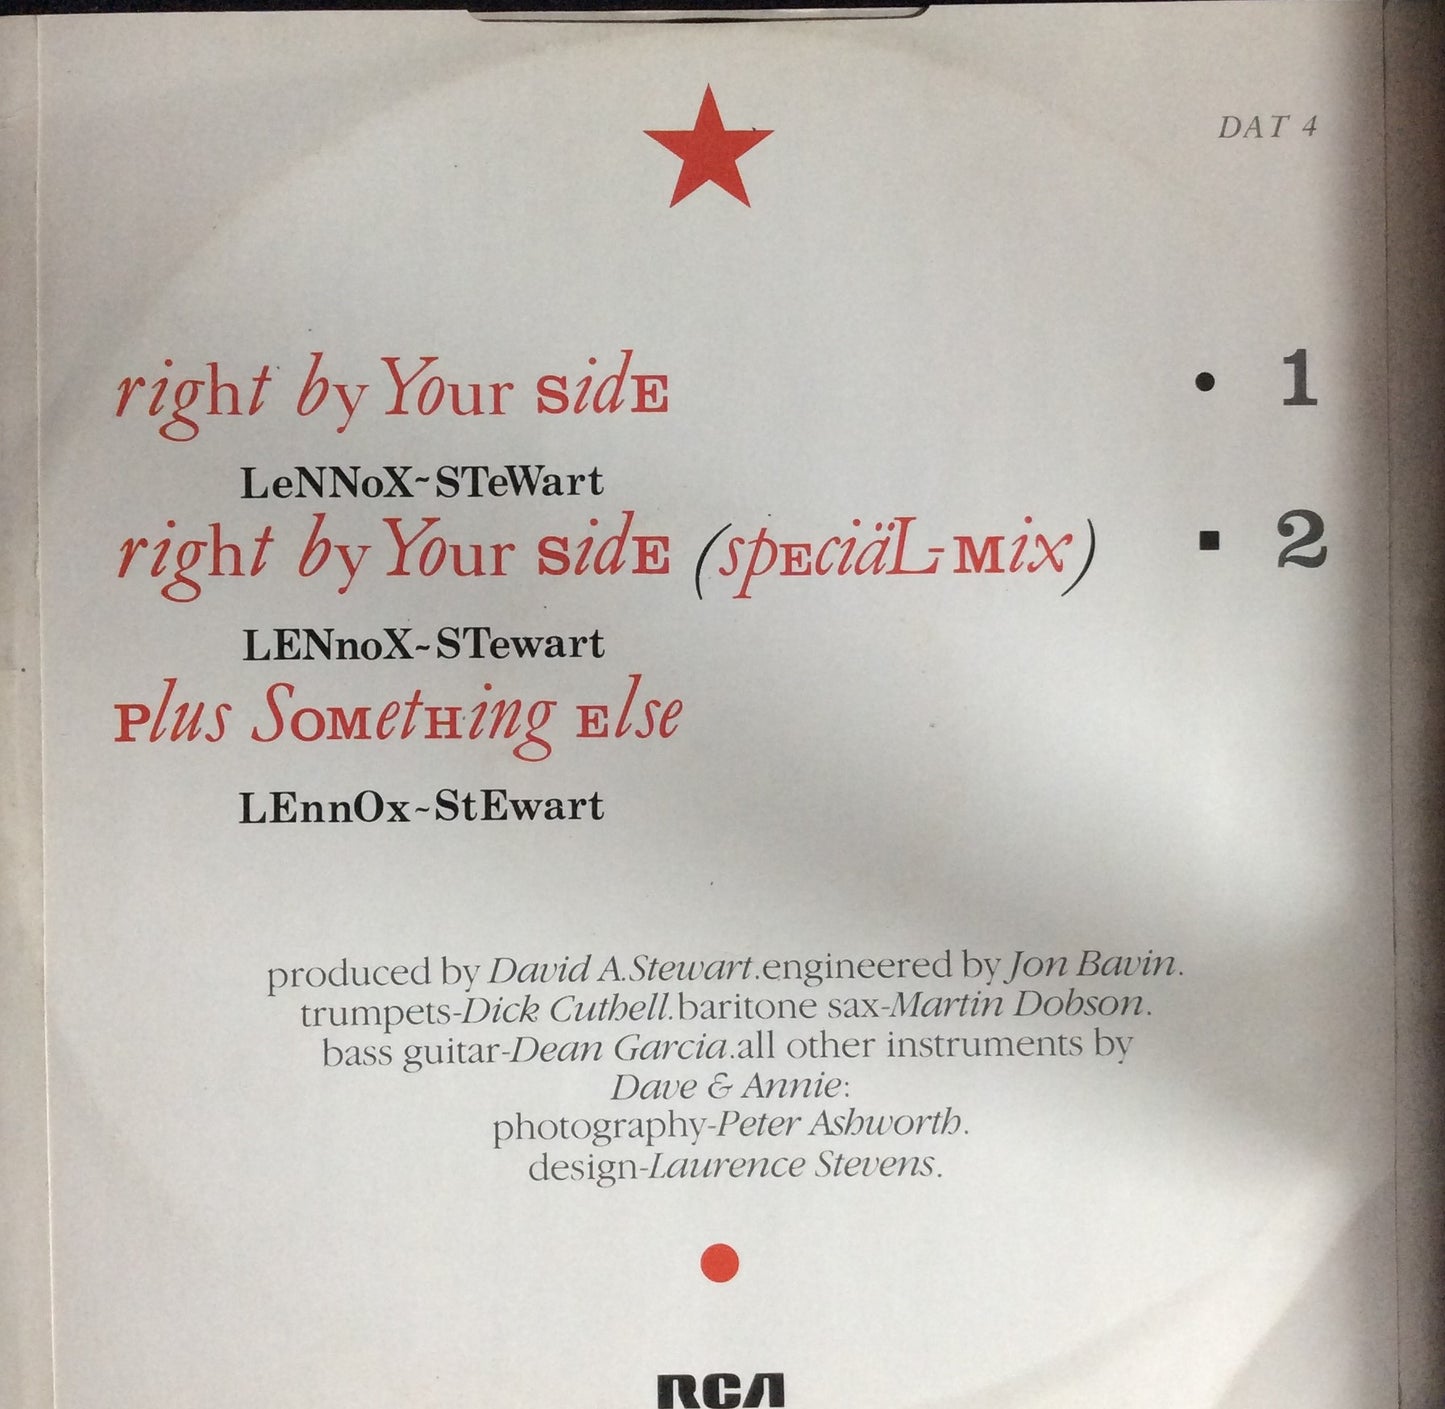 DAT 4
right by YOur SidE • 1
LeNNoX~STeWart
right by YOur SidE (spEciäL-Mix) ▪ 2
LENnoX~STewart
Plus SOMetHing Else
LEnnOx~StEwart
produced by David A.Stewart.engineered by Jon Bavin.
trumpets-Dick Cuthell.baritone sax-Martin Dobson.
bass guitar-Dean Garcia.all other instruments by
Dave & Annie:
photography-Peter Ashworth.
design-Laurence Stevens.
RCA